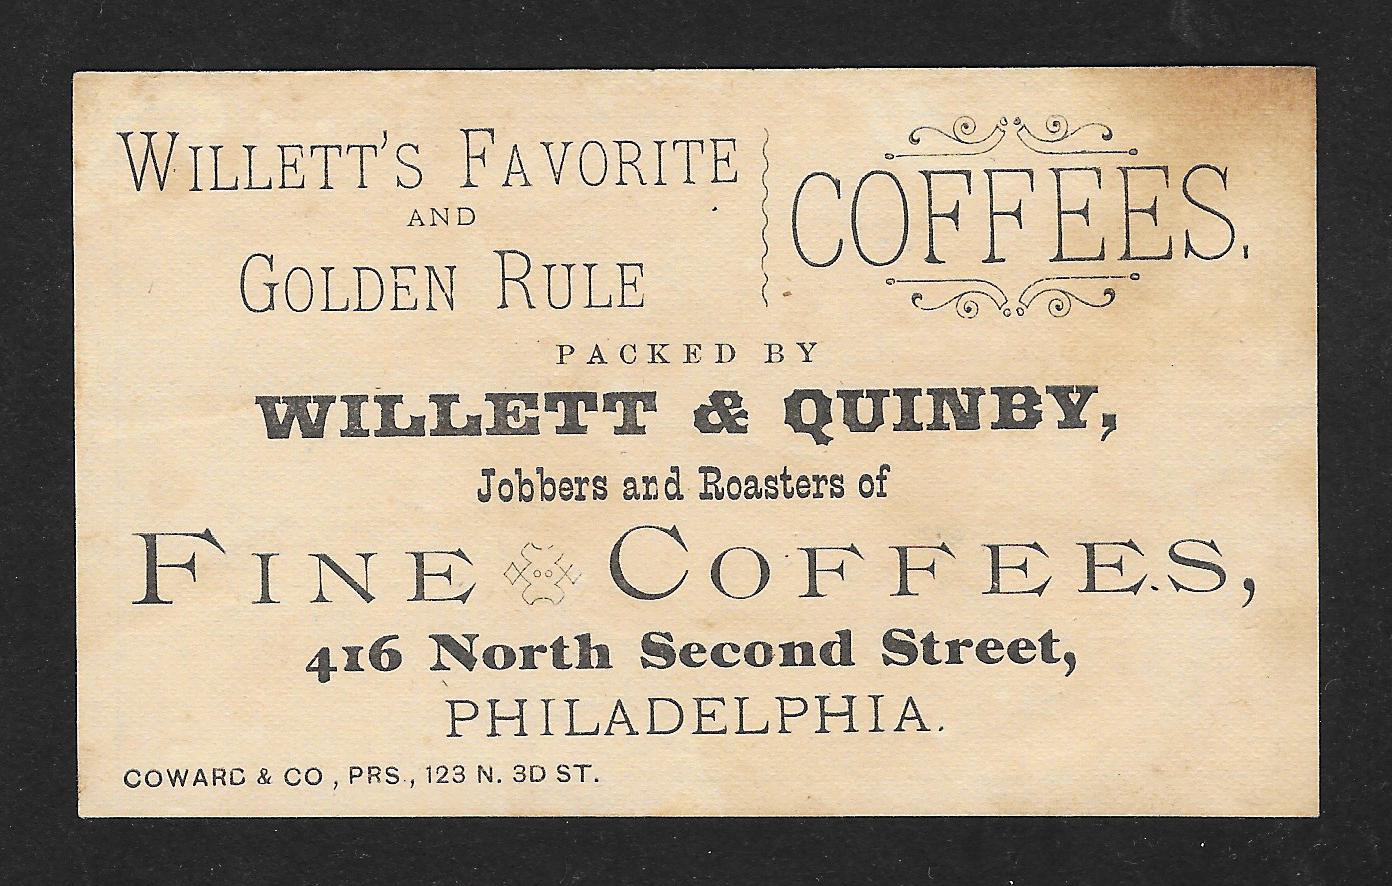 WILLETT'S FAVORITE
AND
GOLDEN RULE
COFFEES.
PACKED BY
WILLETT & QUINBY,
Jobbers and Roasters of
FINE COFFEES,
416 North Second Street,
PHILADELPHIA.
COWARD & CO., PRS., 123 N. 3D ST.